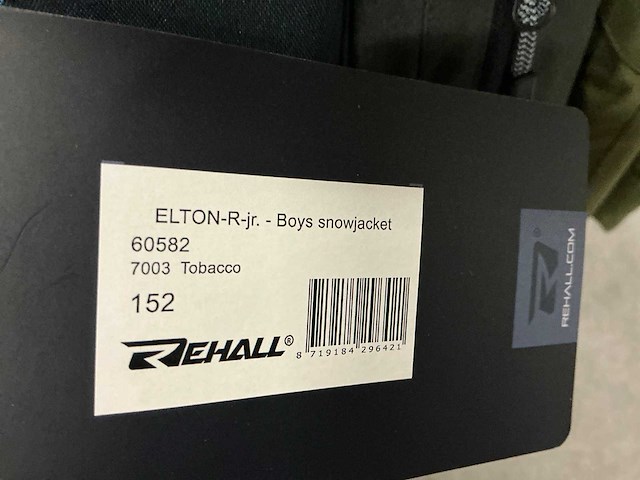 ELTON-R-jr. - Boys snowjacket
60582
7003 Tobacco
152
REHALL®
8 719184 296421
REHALL.COM